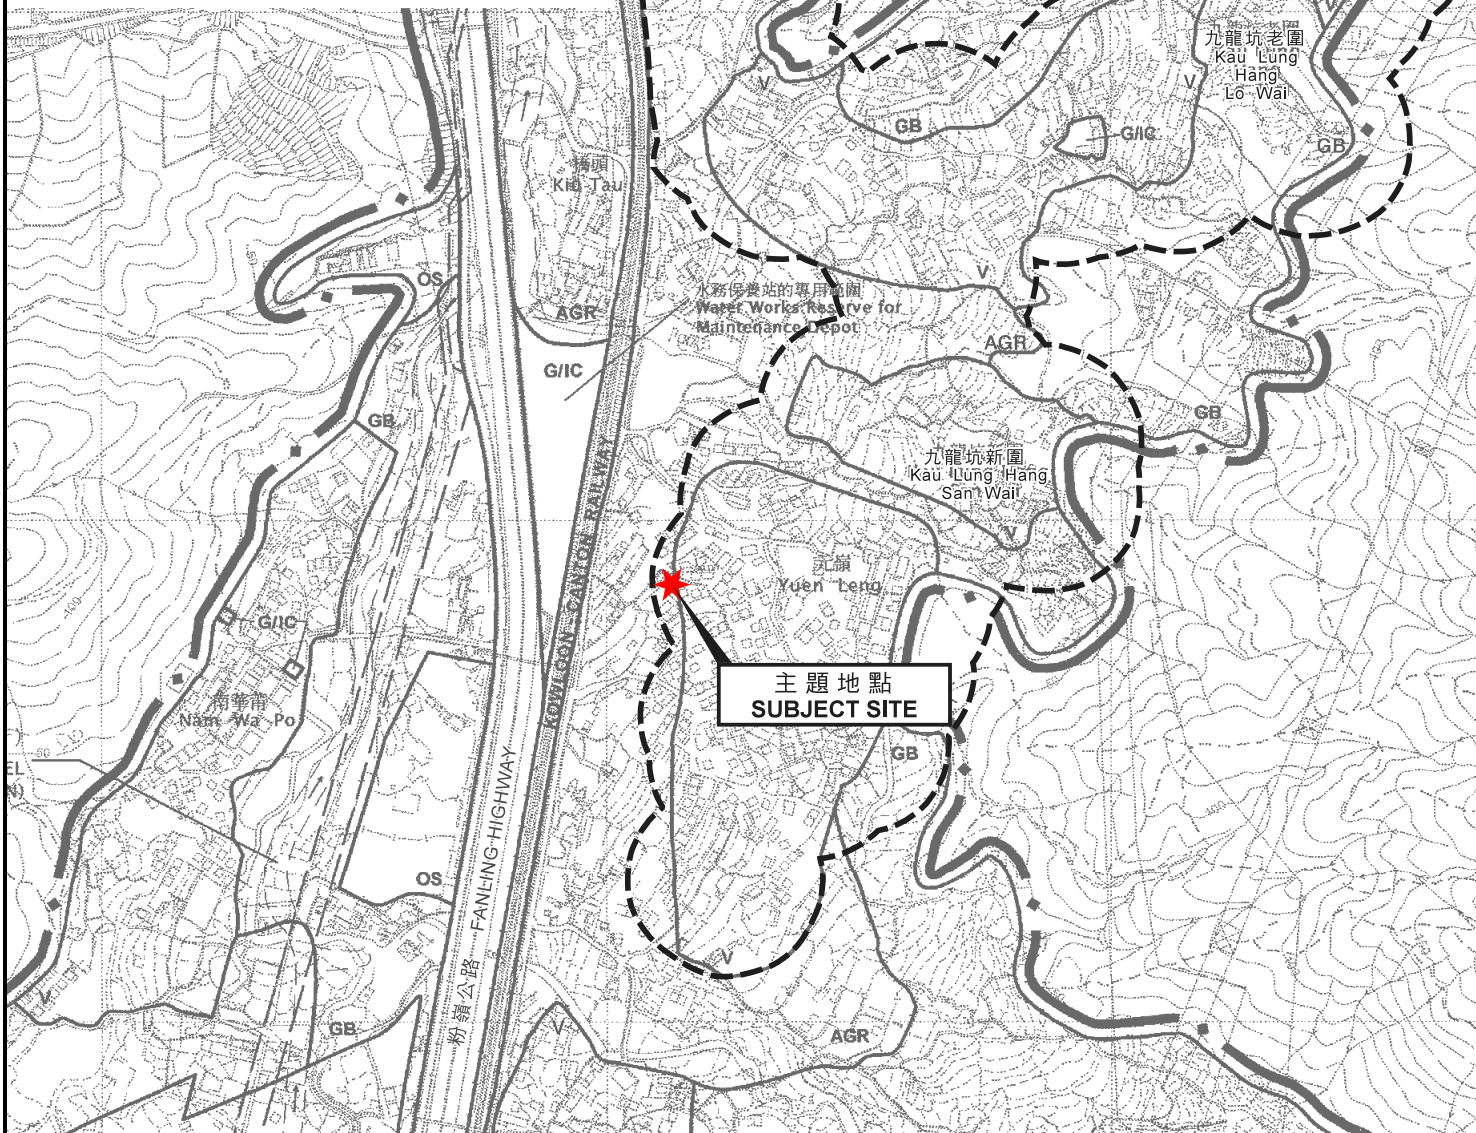 九龍坑老圍
Kau Lung
Hang
Lo Wai
V
V
V
GB
G/IC
GB
橋頭
Kiu Tau
OS
V
水務保養站的專用範圍
Water Works Reserve for
Maintenance Depot
AGR
AGR
G/IC
GB
GB
KOWLOON - CANTON RAILWAY
九龍坑新圍
Kau Lung Hang
San Wai
V
元嶺
Yuen Leng
G/IC
主題地點
SUBJECT SITE
南華莆
Nam Wa Po
GB
EL
N)
粉嶺公路 FANLING HIGHWAY
OS
V
V
GB
V
AGR